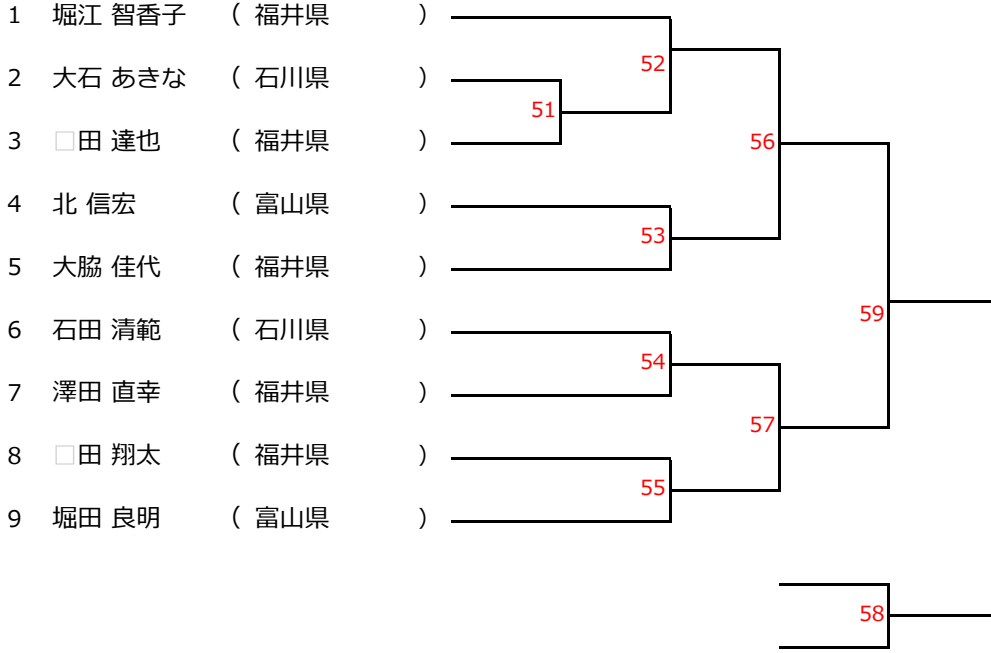 1 堀江 智香子 ( 福井県 )
2 大石 あきな ( 石川県 )
3 □田 達也 ( 福井県 )
4 北 信宏 ( 富山県 )
5 大脇 佳代 ( 福井県 )
6 石田 清範 ( 石川県 )
7 澤田 直幸 ( 福井県 )
8 □田 翔太 ( 福井県 )
9 堀田 良明 ( 富山県 )
51
52
53
54
55
56
57
59
58